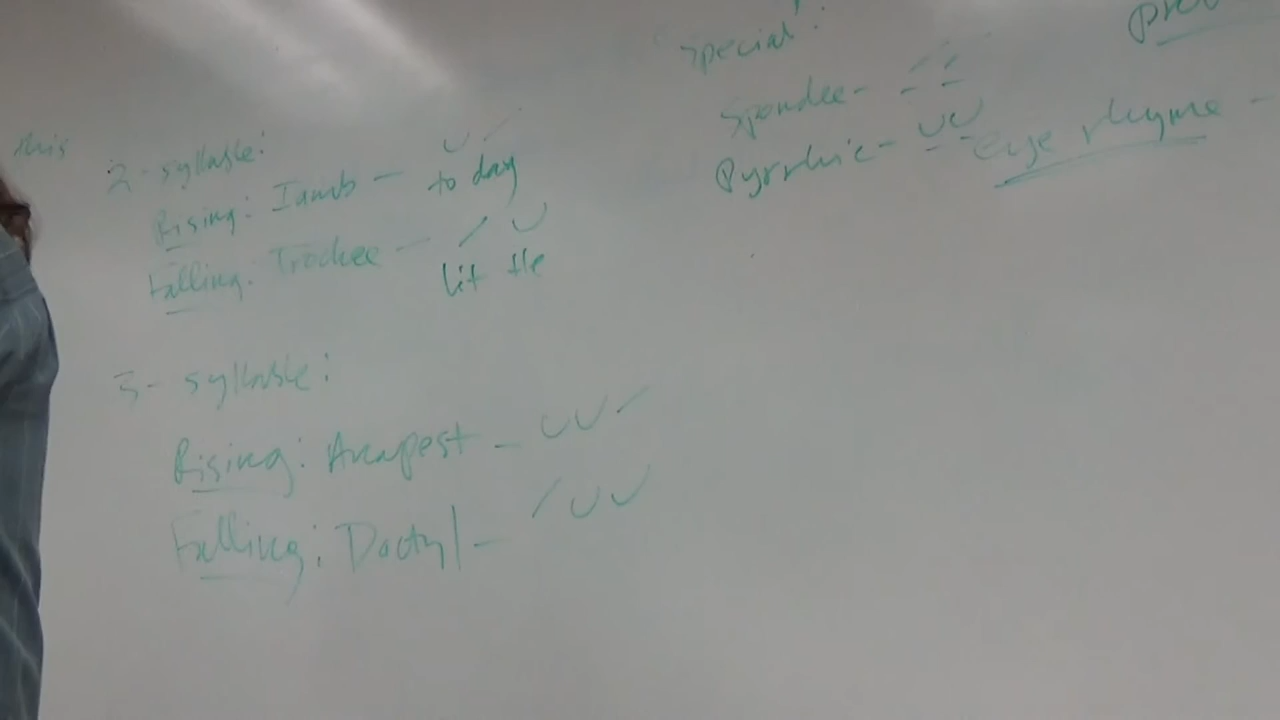 this
2- syllable:
Rising: Iamb - to day
Falling: Trochee - lit tle
3- syllable:
Rising: Anapest - ∪ ∪ /
Falling: Dactyl - / ∪ ∪
Special:
Spondee- / /
Pyrrhic- ∪ ∪
eye rhyme -